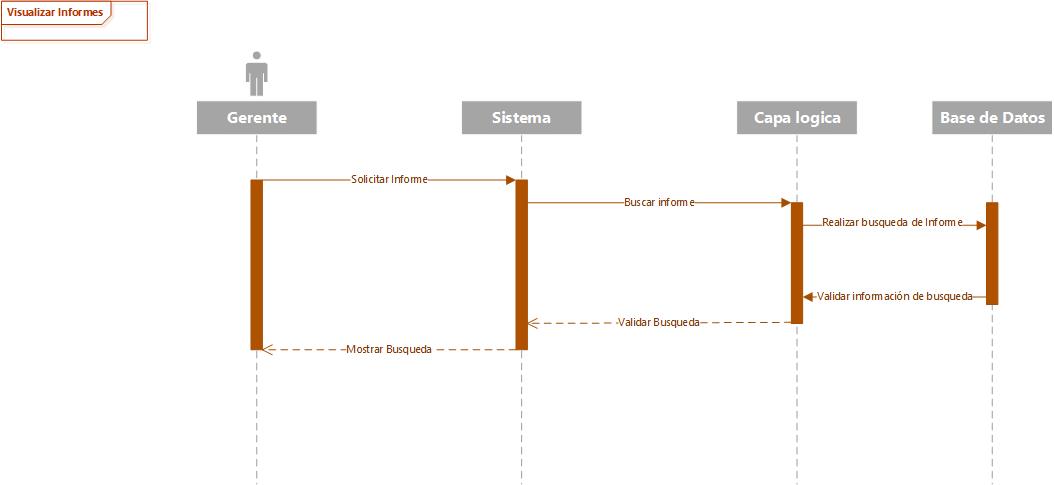 Visualizar Informes
Gerente
Sistema
Capa logica
Base de Datos
Solicitar Informe
Buscar informe
Realizar busqueda de Informe
Validar información de busqueda
Validar Busqueda
Mostrar Busqueda